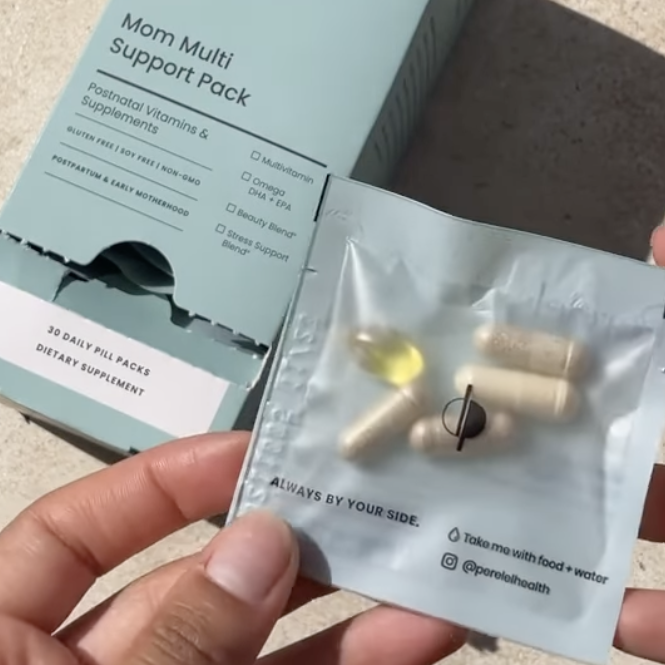 Mom Multi
Support Pack
Postnatal Vitamins &
Supplements
GLUTEN FREE | SOY FREE | NON-GMO
POSTPARTUM & EARLY MOTHERHOOD
Multivitamin
Omega
DHA + EPA
Beauty Blend*
Stress Support
Blend*
30 DAILY PILL PACKS
DIETARY SUPPLEMENT
ALWAYS BY YOUR SIDE.
Take me with food + water
@perelelhealth